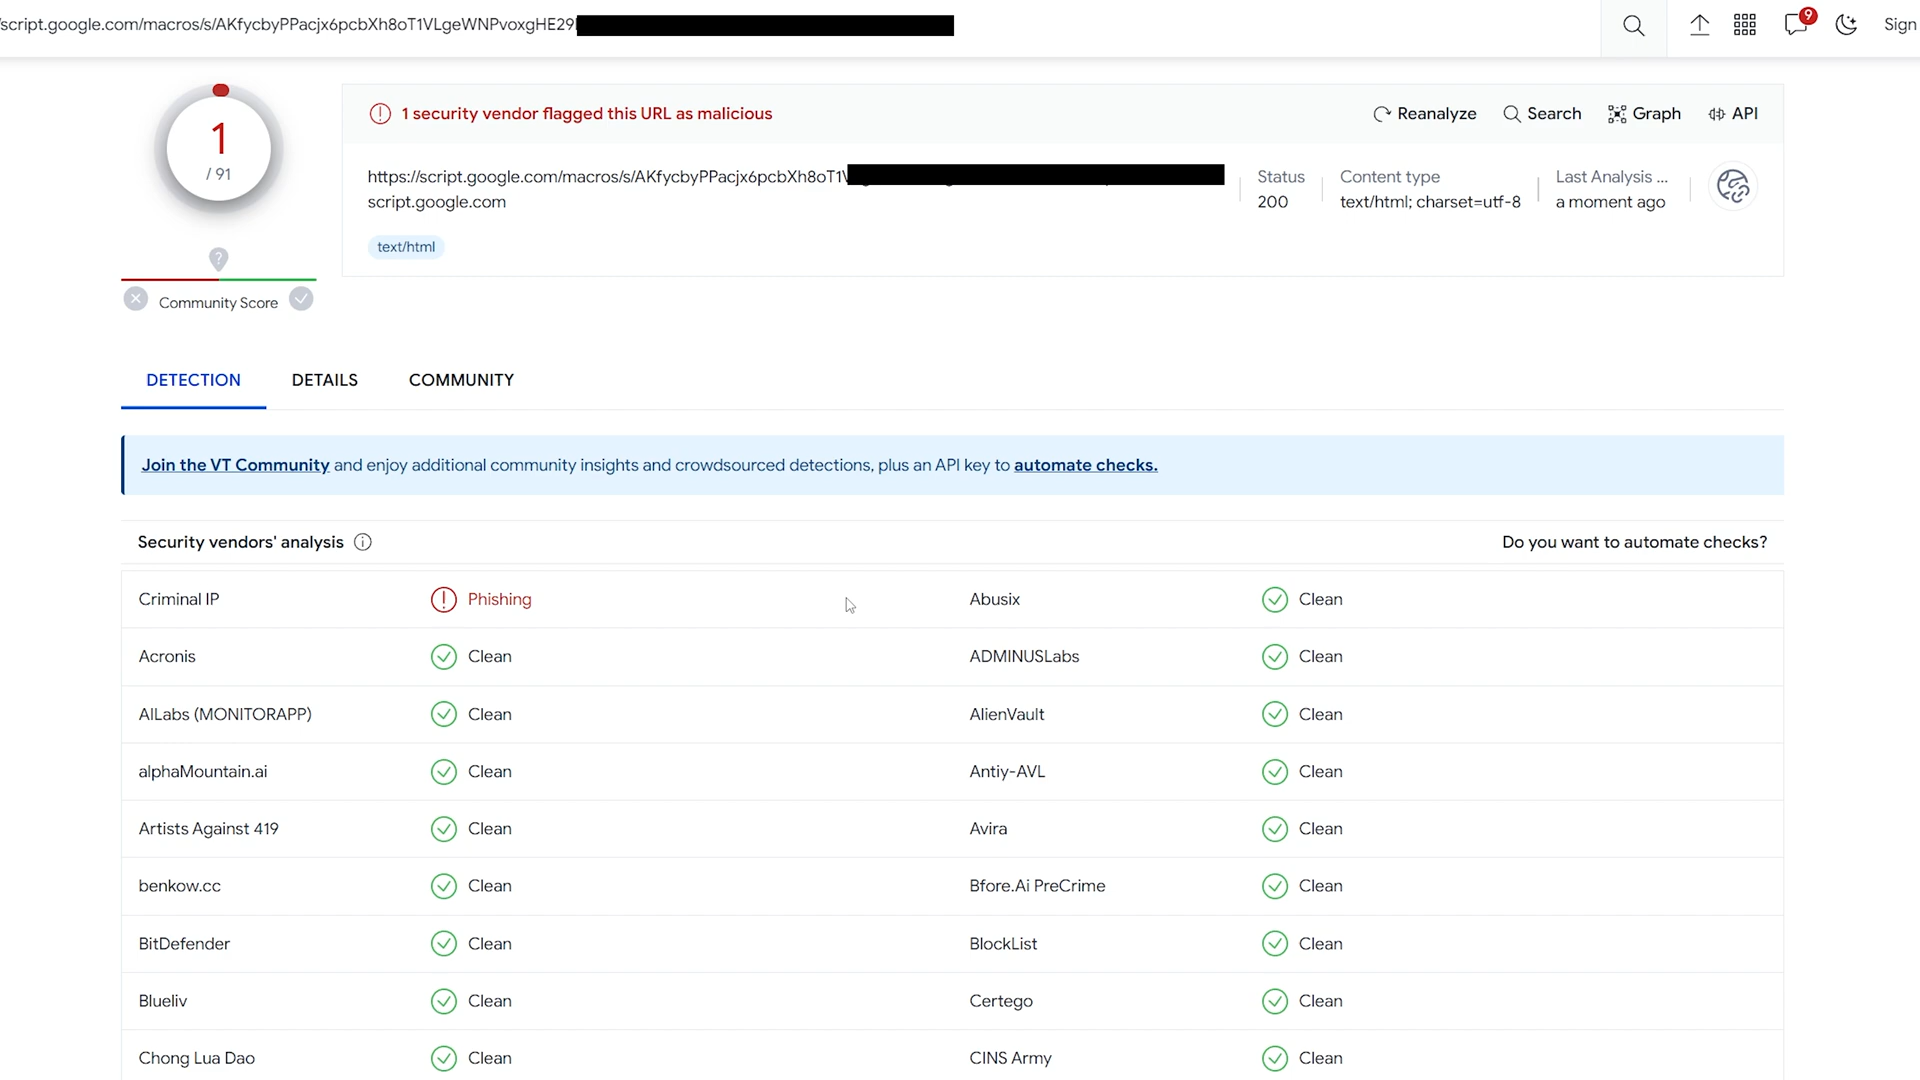 /script.google.com/macros/s/AKfycbyPPacjx6pcbXh8oT1VLgeWNPvoxgHE29
9
Sign
1
/ 91
1 security vendor flagged this URL as malicious
Reanalyze
Search
Graph
API
https://script.google.com/macros/s/AKfycbyPPacjx6pcbXh8oT1
script.google.com
Status
200
Content type
text/html; charset=utf-8
Last Analysis ...
a moment ago
text/html
?
Community Score
DETECTION
DETAILS
COMMUNITY
Join the VT Community and enjoy additional community insights and crowdsourced detections, plus an API key to automate checks.
Security vendors' analysis
Do you want to automate checks?
Criminal IP Phishing Abusix Clean
Acronis Clean ADMINUSLabs Clean
AILabs (MONITORAPP) Clean AlienVault Clean
alphaMountain.ai Clean Antiy-AVL Clean
Artists Against 419 Clean Avira Clean
benkow.cc Clean Bfore.Ai PreCrime Clean
BitDefender Clean BlockList Clean
Blueliv Clean Certego Clean
Chong Lua Dao Clean CINS Army Clean